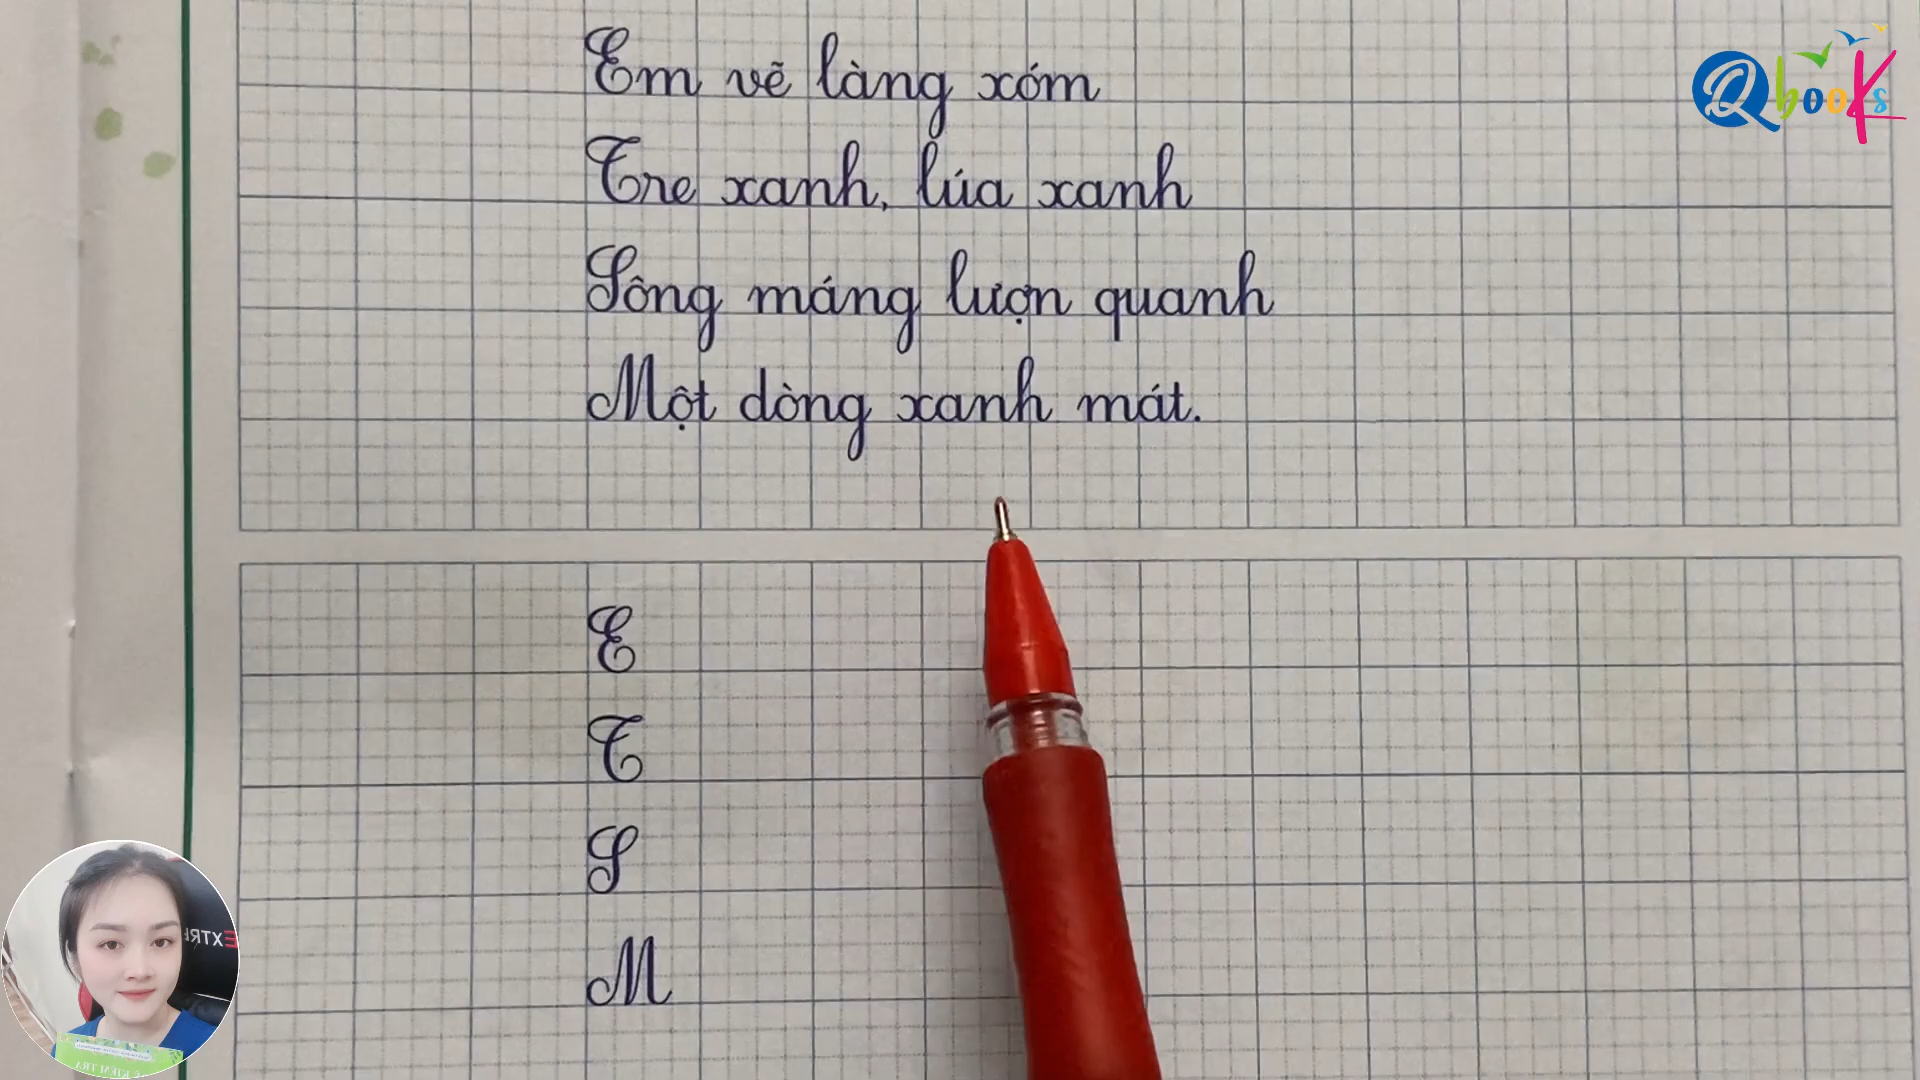 Em vẽ làng xóm
Tre xanh, lúa xanh
Sông máng lượn quanh
Một dòng xanh mát.
E
T
S
M
Qbooks